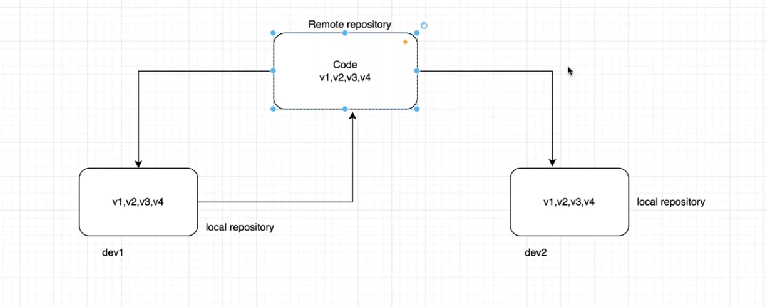 Remote repository
Code
v1,v2,v3,v4
v1,v2,v3,v4
local repository
dev1
v1,v2,v3,v4
local repository
dev2